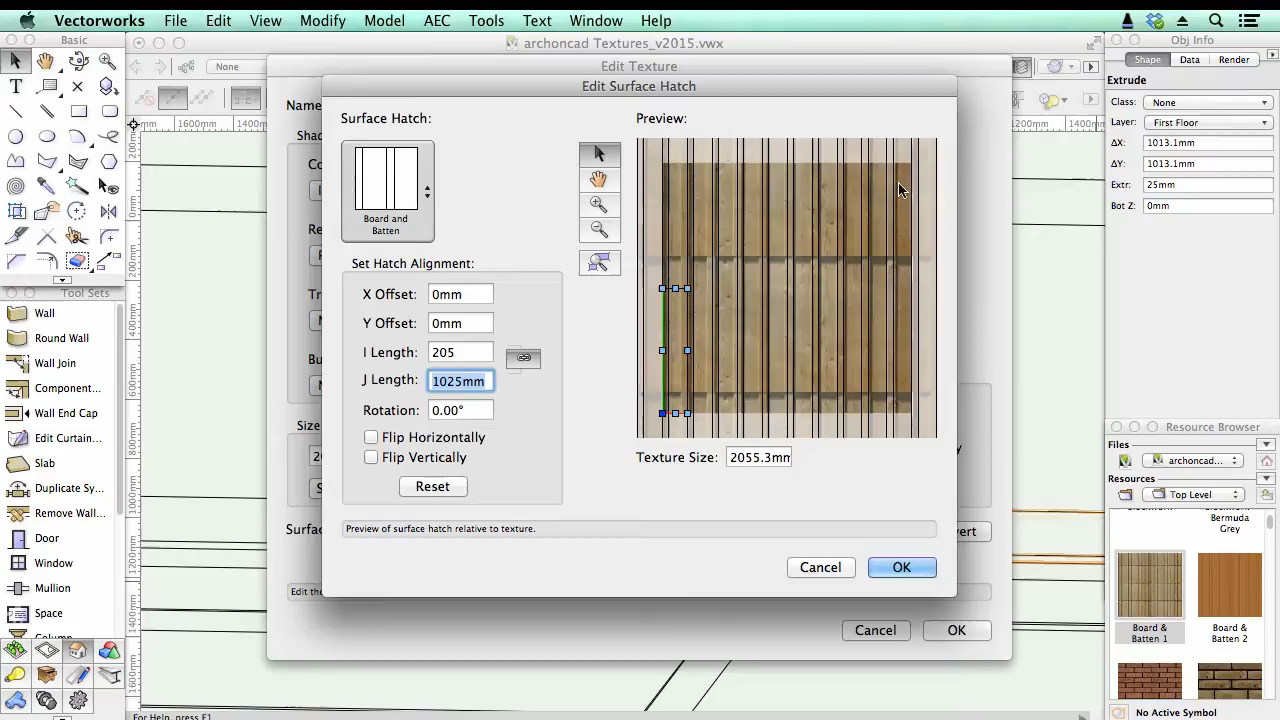 Vectorworks File Edit View Modify Model AEC Tools Text Window Help
Basic
archoncad Textures_v2015.vwx
Obj Info
None
Edit Texture
Edit Surface Hatch
Shape Data Render
Extrude
Class: None
Layer: First Floor
ΔX: 1013.1mm
ΔY: 1013.1mm
Extr: 25mm
Bot Z: 0mm
1600mm
1400mm
1000mm
1200mm
Surface Hatch:
Board and
Batten
Preview:
Set Hatch Alignment:
X Offset: 0mm
Y Offset: 0mm
I Length: 205
J Length: 1025mm
Rotation: 0.00°
Flip Horizontally
Flip Vertically
Reset
Texture Size: 2055.3mm
Preview of surface hatch relative to texture.
Cancel OK
Cancel OK
Tool Sets
Wall
Round Wall
Wall Join
Component...
Wall End Cap
Edit Curtain...
Slab
Duplicate Sy...
Remove Wall...
Door
Window
Mullion
Space
Column
For Help, press F1
Resource Browser
Files
archoncad...
Resources
Top Level
Bermuda
Grey
Board &
Batten 1
Board &
Batten 2
No Active Symbol